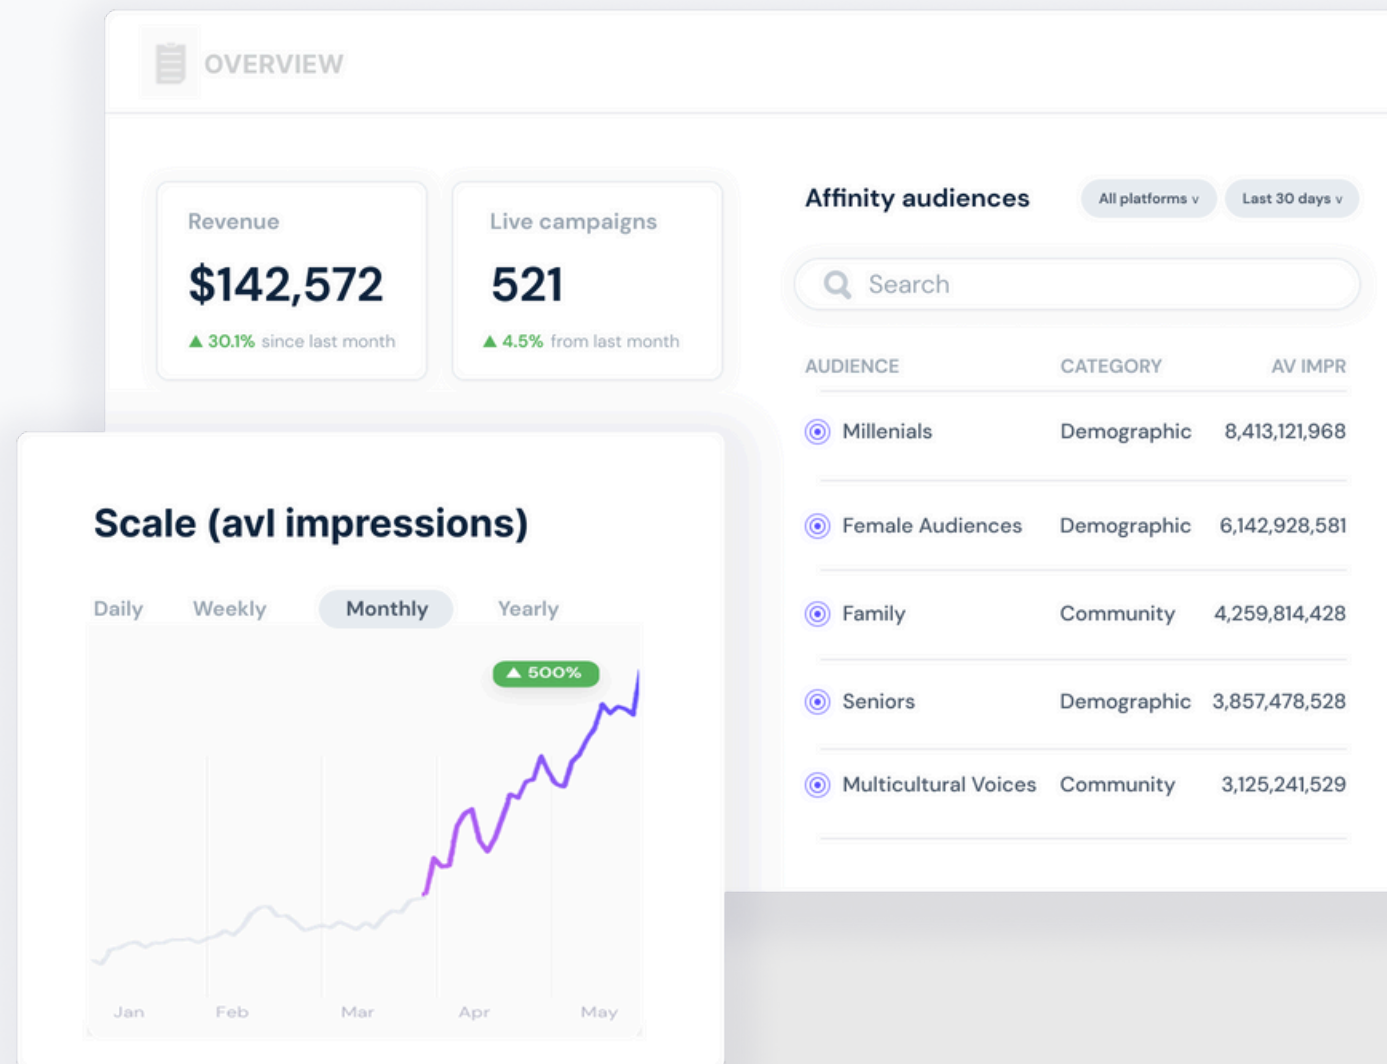 OVERVIEW
Revenue
$142,572
▲ 30.1% since last month
Live campaigns
521
▲ 4.5% from last month
Affinity audiences
All platforms v
Last 30 days v
Search
AUDIENCE CATEGORY AV IMPR
Millenials Demographic 8,413,121,968
Female Audiences Demographic 6,142,928,581
Family Community 4,259,814,428
Seniors Demographic 3,857,478,528
Multicultural Voices Community 3,125,241,529
Scale (avl impressions)
Daily Weekly Monthly Yearly
▲ 500%
Jan Feb Mar Apr May